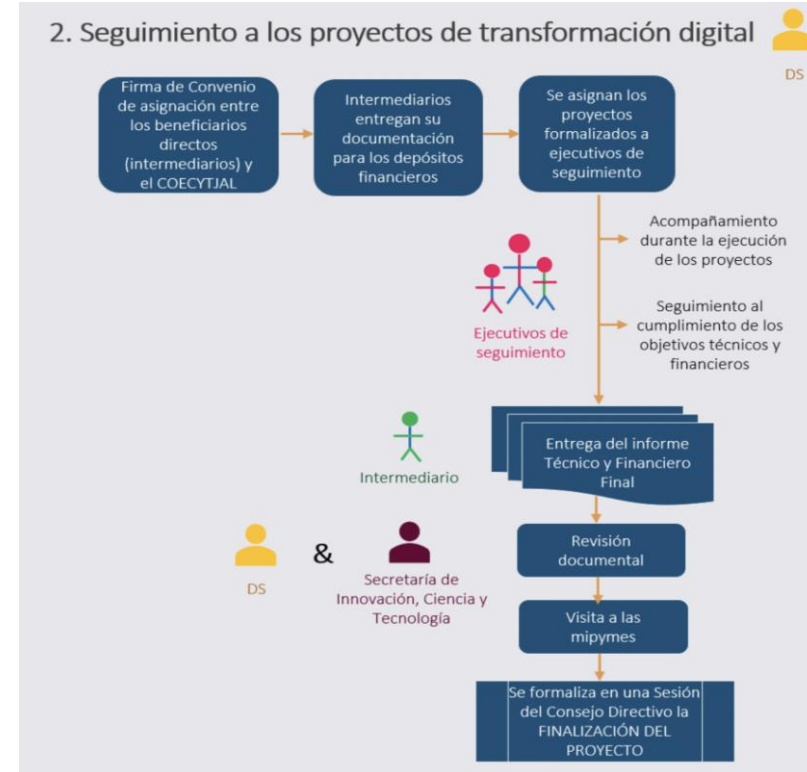 2. Seguimiento a los proyectos de transformación digital
DS
Firma de Convenio
de asignación entre
los beneficiarios
directos
(intermediarios) y
el COECYTJAL
Intermediarios
entregan su
documentación
para los depósitos
financieros
Se asignan los
proyectos
formalizados a
ejecutivos de
seguimiento
Acompañamiento
durante la ejecución
de los proyectos
Ejecutivos de
seguimiento
Seguimiento al
cumplimiento de los
objetivos técnicos y
financieros
Intermediario
Entrega del informe
Técnico y Financiero
Final
DS
&
Secretaría de
Innovación, Ciencia y
Tecnología
Revisión
documental
Visita a las
mipymes
Se formaliza en una Sesión
del Consejo Directivo la
FINALIZACIÓN DEL
PROYECTO